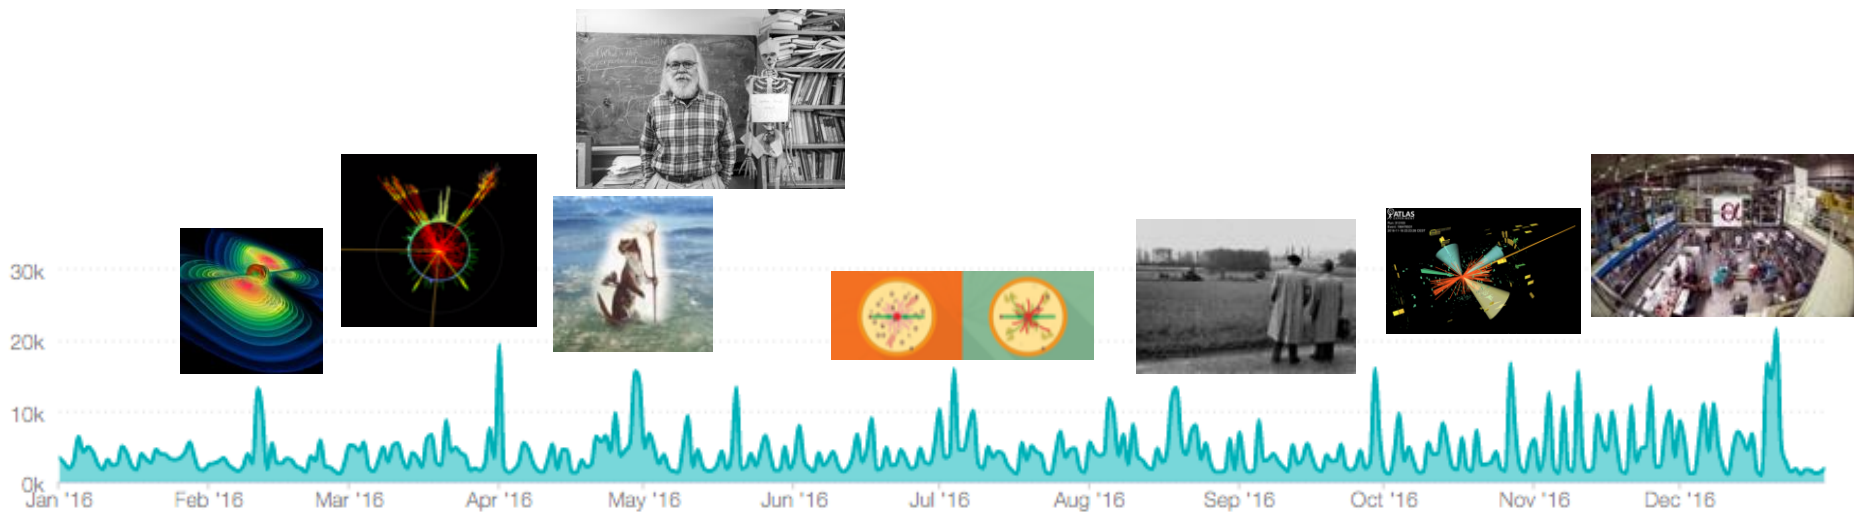 ATLAS
α
30k
20k
10k
0k
Jan '16 Feb '16 Mar '16 Apr '16 May '16 Jun '16 Jul '16 Aug '16 Sep '16 Oct '16 Nov '16 Dec '16